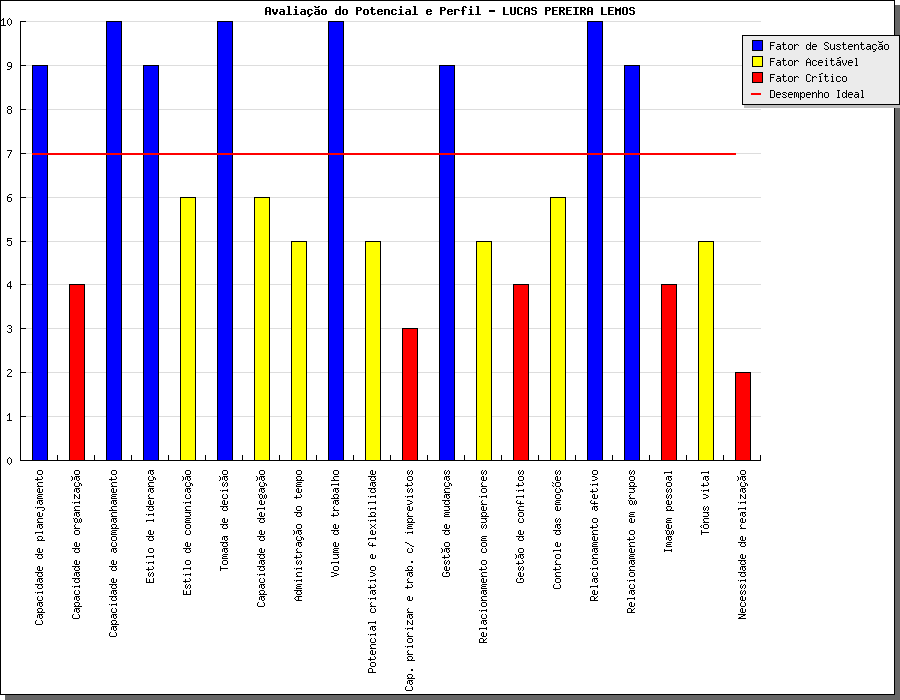 Avaliação do Potencial e Perfil - LUCAS PEREIRA LEMOS
Fator de Sustentação
Fator Aceitável
Fator Crítico
Desempenho Ideal
10
9
8
7
6
5
4
3
2
1
0
Capacidade de planejamento
Capacidade de organização
Capacidade de acompanhamento
Estilo de liderança
Estilo de comunicação
Tomada de decisão
Capacidade de delegação
Administração do tempo
Volume de trabalho
Potencial criativo e flexibilidade
Cap. priorizar e trab. c/ imprevistos
Gestão de mudanças
Relacionamento com superiores
Gestão de conflitos
Controle das emoções
Relacionamento afetivo
Relacionamento em grupos
Imagem pessoal
Tônus vital
Necessidade de realização